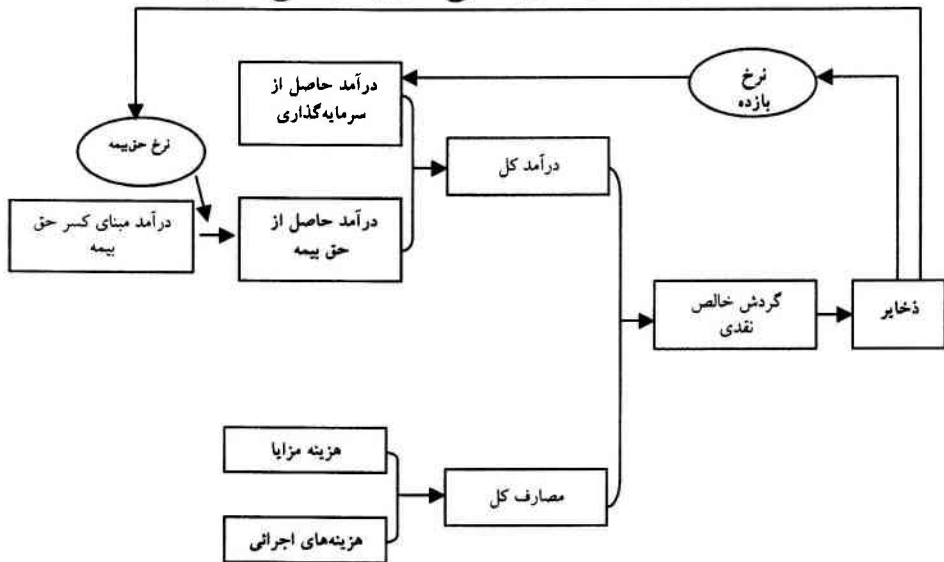 درآمد حاصل از
سرمایه‌گذاری
نرخ
بازده
نرخ حق‌بیمه
درآمد کل
درآمد مبنای کسر حق
بیمه
درآمد حاصل از
حق بیمه
گردش خالص
نقدی
ذخایر
هزینه مزایا
مصارف کل
هزینه‌های اجرائی